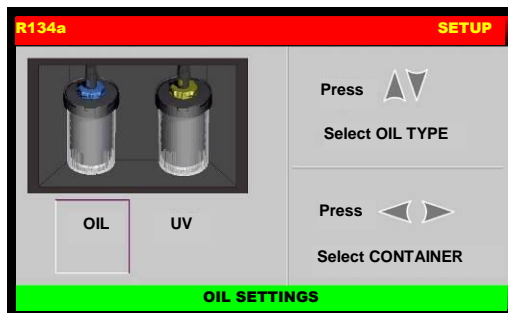 R134a SETUP
Press
Select OIL TYPE
OIL UV
Press
Select CONTAINER
OIL SETTINGS